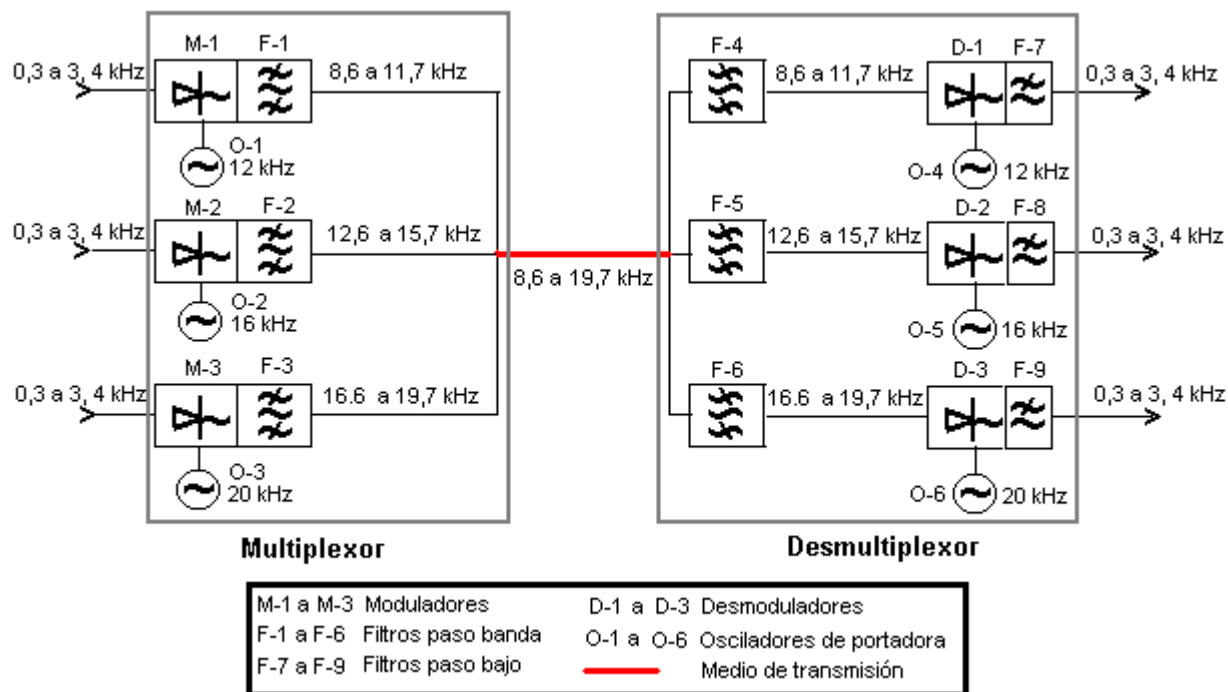 M-1 F-1 F-4 D-1 F-7
0,3 a 3, 4 kHz 8,6 a 11,7 kHz 8,6 a 11,7 kHz 0,3 a 3, 4 kHz
O-1
12 kHz
O-4 12 kHz
M-2 F-2 F-5 D-2 F-8
0,3 a 3, 4 kHz 12,6 a 15,7 kHz 12,6 a 15,7 kHz 0,3 a 3, 4 kHz
8,6 a 19,7 kHz
O-2
16 kHz
O-5 16 kHz
M-3 F-3 F-6 D-3 F-9
0,3 a 3, 4 kHz 16.6 a 19,7 kHz 16.6 a 19,7 kHz 0,3 a 3, 4 kHz
O-3
20 kHz
O-6 20 kHz
Multiplexor Desmultiplexor
M-1 a M-3 Moduladores D-1 a D-3 Desmoduladores
F-1 a F-6 Filtros paso banda O-1 a O-6 Osciladores de portadora
F-7 a F-9 Filtros paso bajo Medio de transmisión